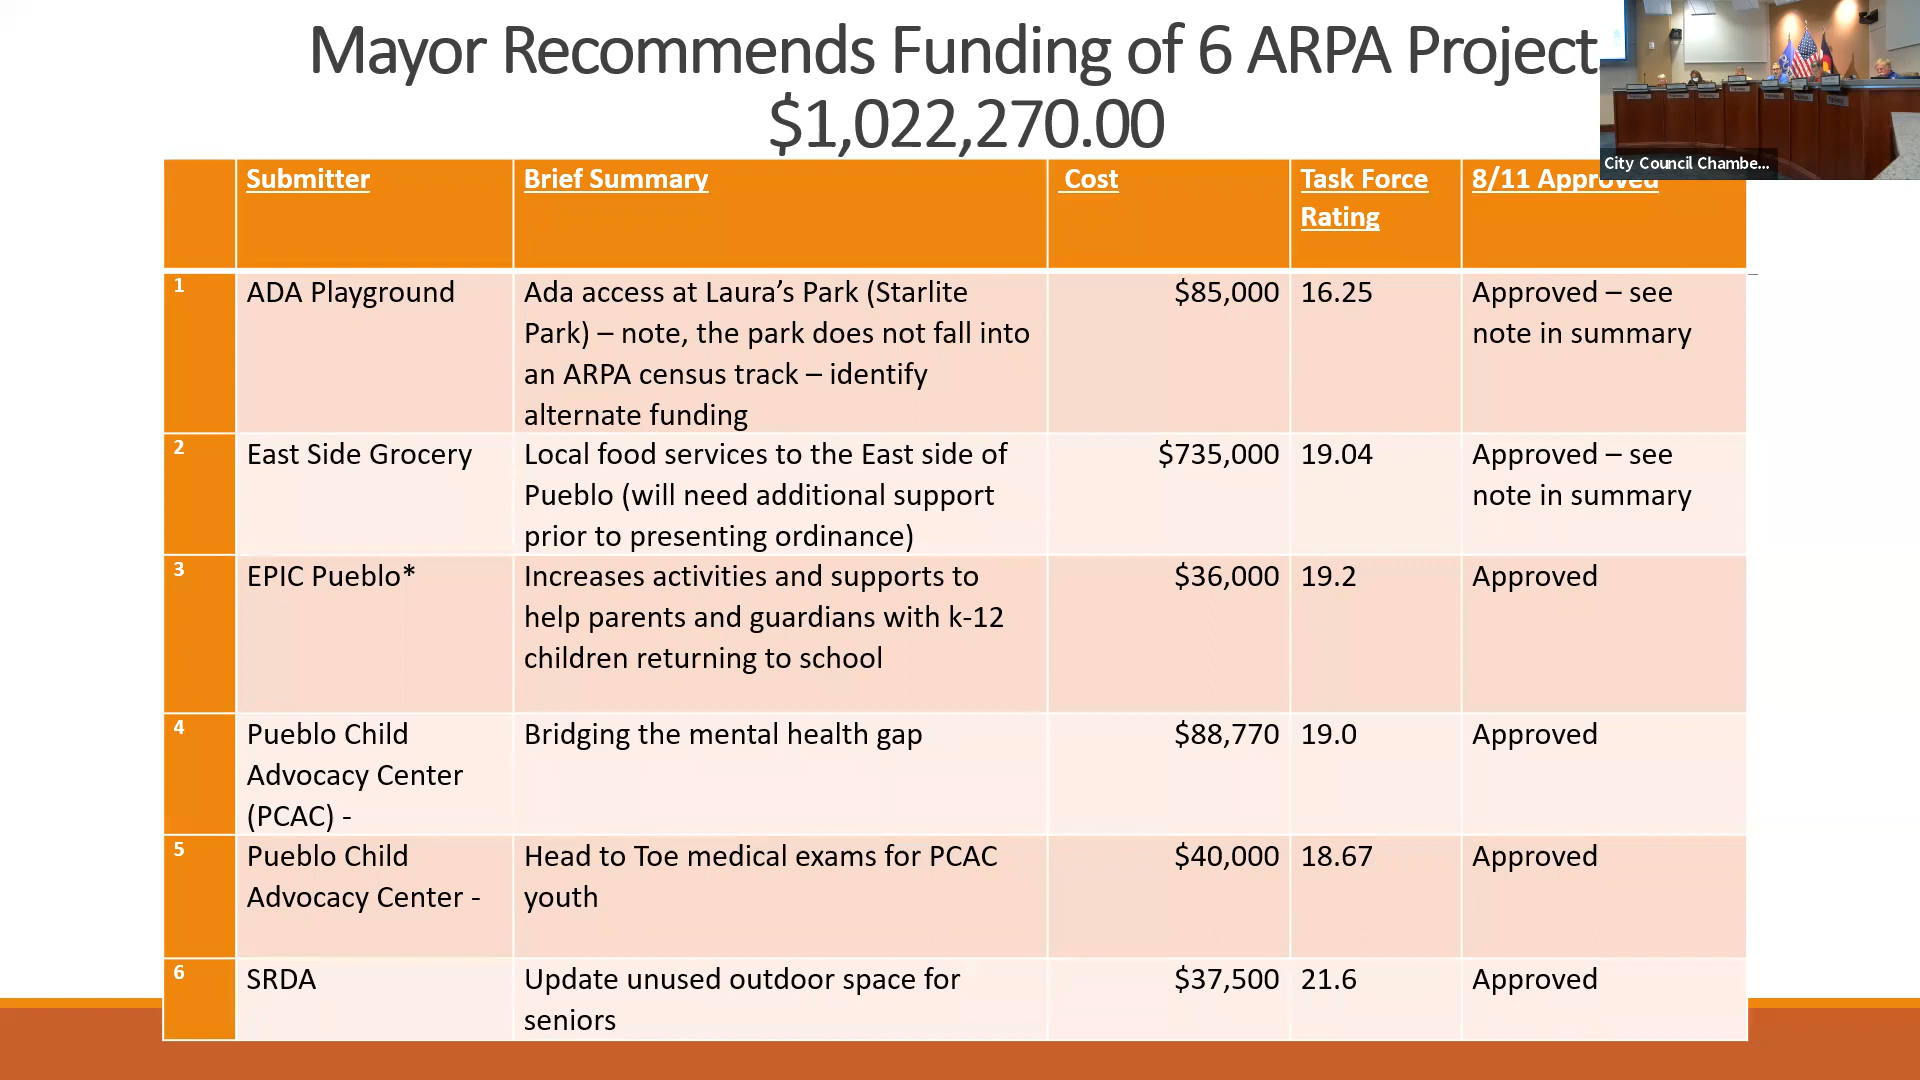 Mayor Recommends Funding of 6 ARPA Project
$1,022,270.00
City Council Chambe...
Submitter
Brief Summary
Cost
Task Force
Rating
8/11 Approved
1
ADA Playground
Ada access at Laura’s Park (Starlite
Park) – note, the park does not fall into
an ARPA census track – identify
alternate funding
$85,000
16.25
Approved – see
note in summary
2
East Side Grocery
Local food services to the East side of
Pueblo (will need additional support
prior to presenting ordinance)
$735,000
19.04
Approved – see
note in summary
3
EPIC Pueblo*
Increases activities and supports to
help parents and guardians with k-12
children returning to school
$36,000
19.2
Approved
4
Pueblo Child
Advocacy Center
(PCAC) -
Bridging the mental health gap
$88,770
19.0
Approved
5
Pueblo Child
Advocacy Center -
Head to Toe medical exams for PCAC
youth
$40,000
18.67
Approved
6
SRDA
Update unused outdoor space for
seniors
$37,500
21.6
Approved